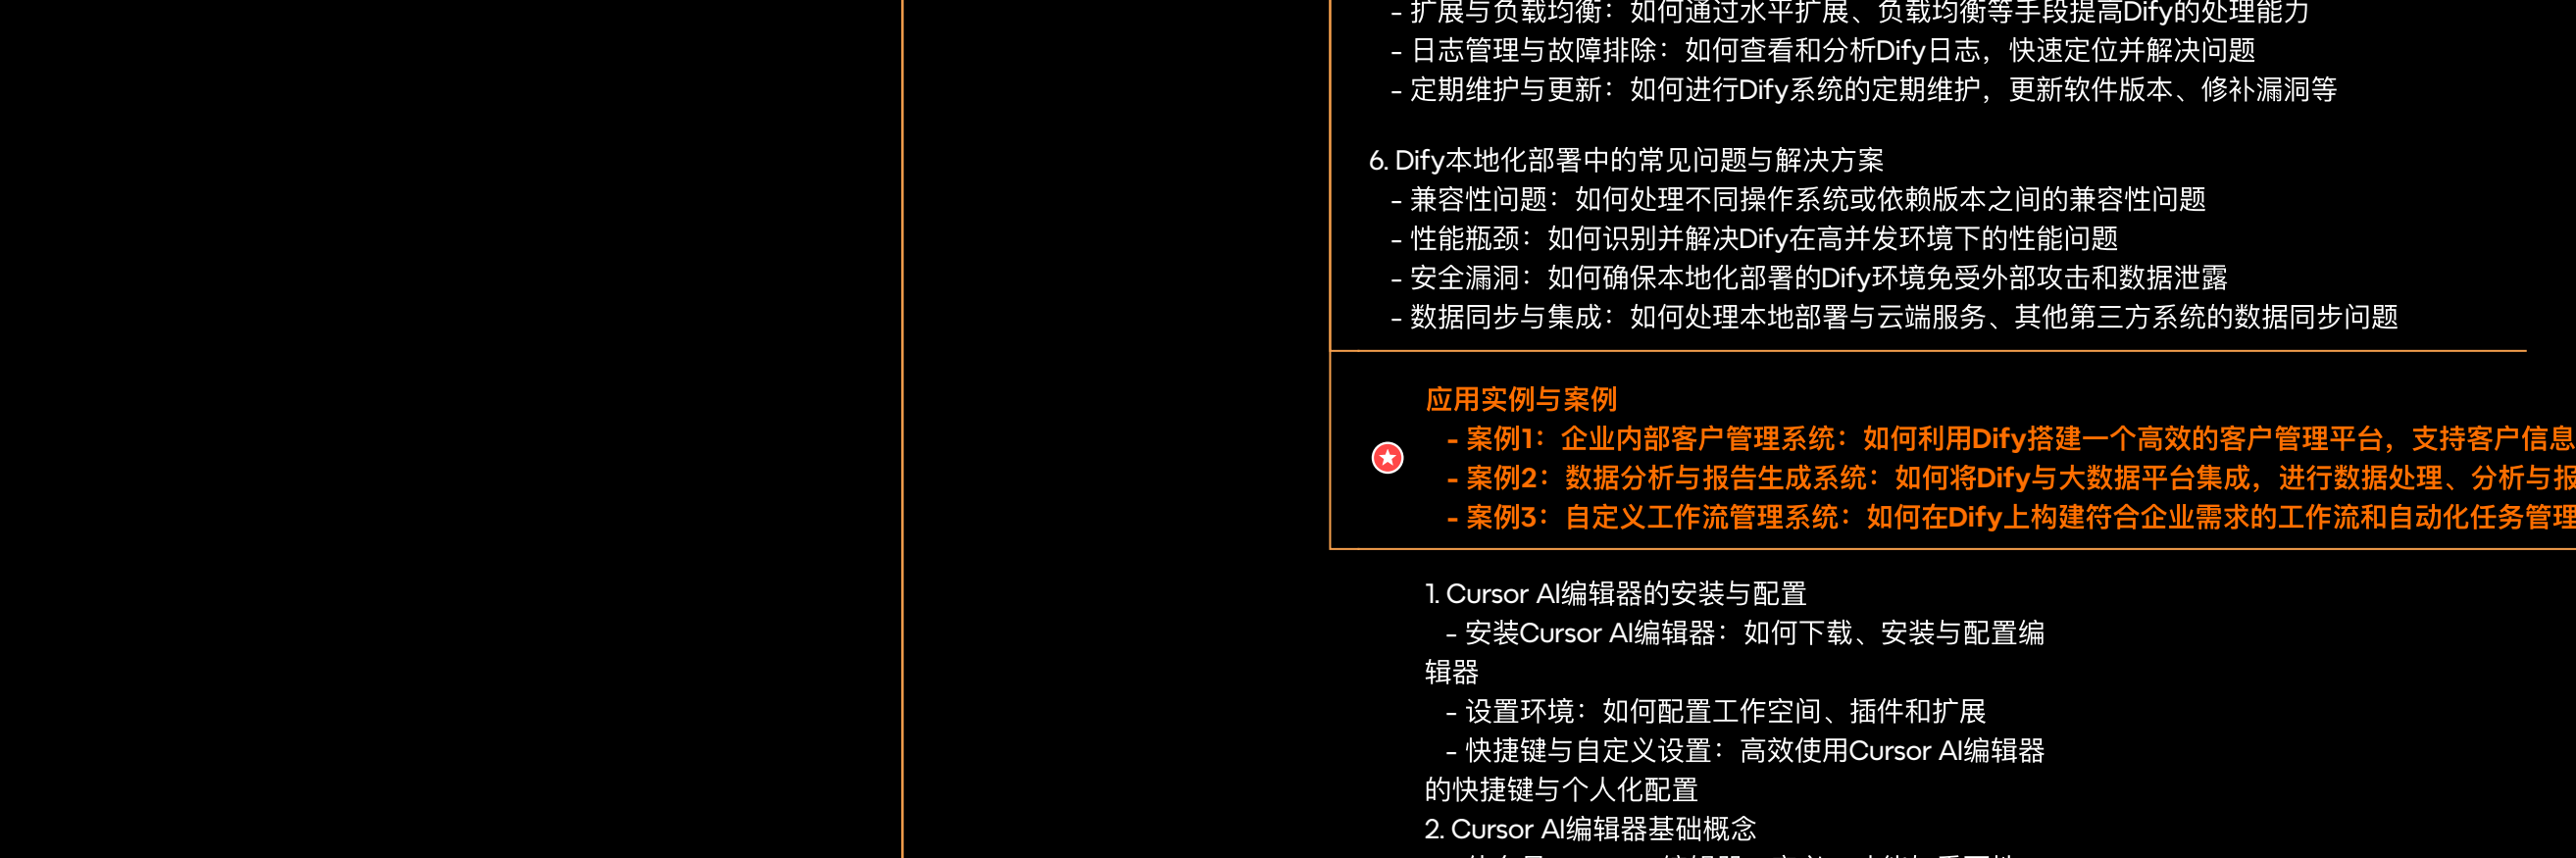 - 扩展与负载均衡：如何通过水平扩展、负载均衡等手段提高Dify的处理能力
- 日志管理与故障排除：如何查看和分析Dify日志，快速定位并解决问题
- 定期维护与更新：如何进行Dify系统的定期维护，更新软件版本、修补漏洞等
6. Dify本地化部署中的常见问题与解决方案
- 兼容性问题：如何处理不同操作系统或依赖版本之间的兼容性问题
- 性能瓶颈：如何识别并解决Dify在高并发环境下的性能问题
- 安全漏洞：如何确保本地化部署的Dify环境免受外部攻击和数据泄露
- 数据同步与集成：如何处理本地部署与云端服务、其他第三方系统的数据同步问题
应用实例与案例
- 案例1：企业内部客户管理系统：如何利用Dify搭建一个高效的客户管理平台，支持客户信息
- 案例2：数据分析与报告生成系统：如何将Dify与大数据平台集成，进行数据处理、分析与报
- 案例3：自定义工作流管理系统：如何在Dify上构建符合企业需求的工作流和自动化任务管理
1. Cursor AI编辑器的安装与配置
- 安装Cursor AI编辑器：如何下载、安装与配置编
辑器
- 设置环境：如何配置工作空间、插件和扩展
- 快捷键与自定义设置：高效使用Cursor AI编辑器
的快捷键与个人化配置
2. Cursor AI编辑器基础概念